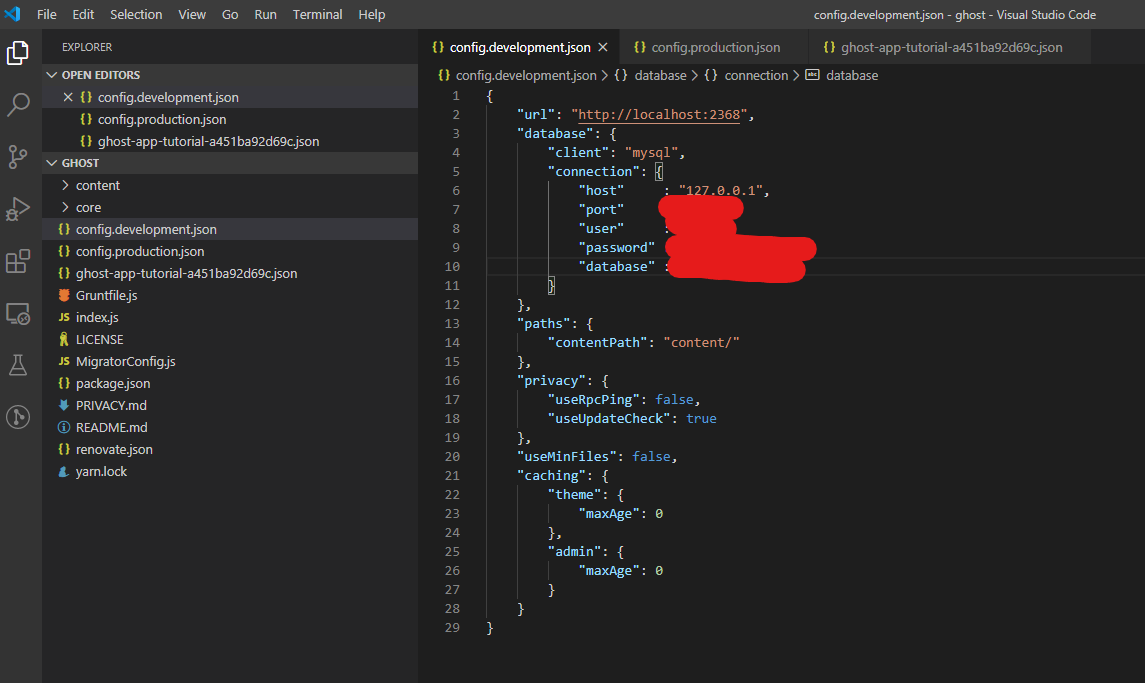 File Edit Selection View Go Run Terminal Help
config.development.json - ghost - Visual Studio Code
EXPLORER
OPEN EDITORS
config.development.json
config.production.json
ghost-app-tutorial-a451ba92d69c.json
GHOST
content
core
config.development.json
config.production.json
ghost-app-tutorial-a451ba92d69c.json
Gruntfile.js
index.js
LICENSE
MigratorConfig.js
package.json
PRIVACY.md
README.md
renovate.json
yarn.lock
config.development.json config.production.json ghost-app-tutorial-a451ba92d69c.json
config.development.json > {} database > {} connection > database
1 {
2 "url": "http://localhost:2368",
3 "database": {
4 "client": "mysql",
5 "connection": {
6 "host" : "127.0.0.1",
7 "port"
8 "user" :
9 "password"
10 "database" :
11 }
12 },
13 "paths": {
14 "contentPath": "content/"
15 },
16 "privacy": {
17 "useRpcPing": false,
18 "useUpdateCheck": true
19 },
20 "useMinFiles": false,
21 "caching": {
22 "theme": {
23 "maxAge": 0
24 },
25 "admin": {
26 "maxAge": 0
27 }
28 }
29 }